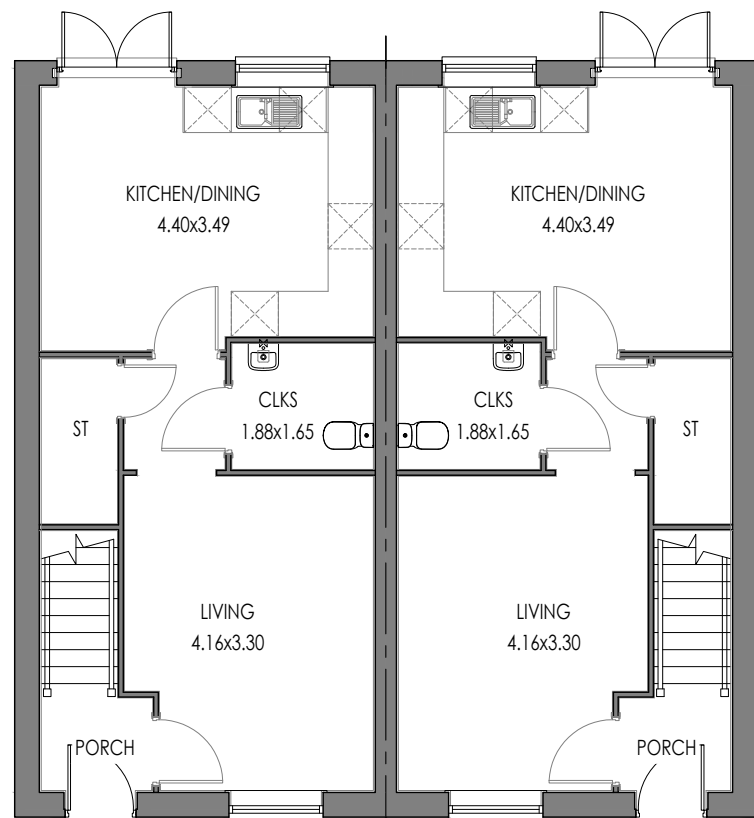 KITCHEN/DINING
4.40x3.49
KITCHEN/DINING
4.40x3.49
CLKS
1.88x1.65
CLKS
1.88x1.65
ST
ST
LIVING
4.16x3.30
LIVING
4.16x3.30
PORCH
PORCH